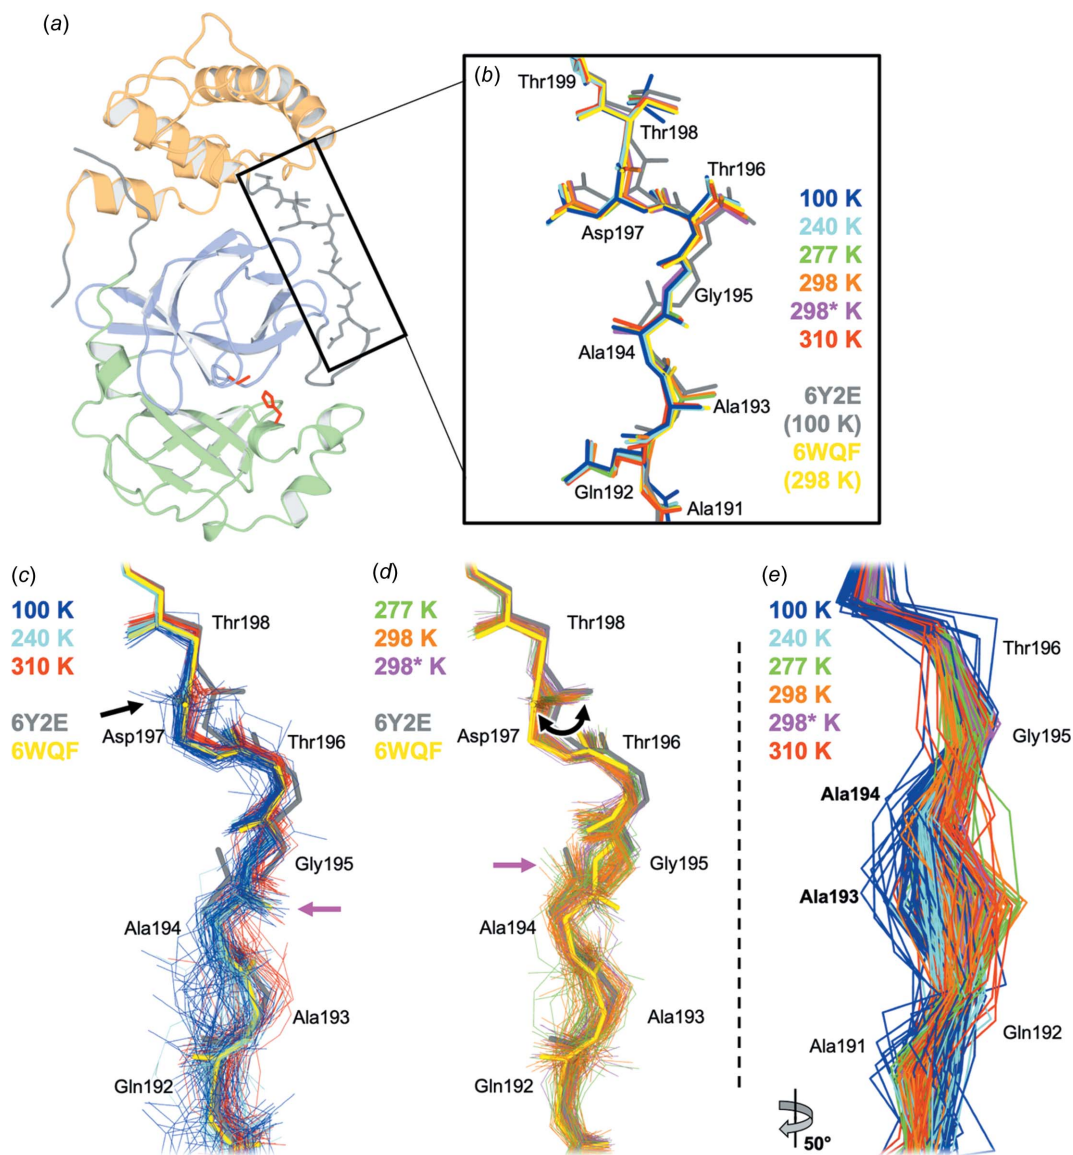 (a)
(b)
Thr199
Thr198
Thr196
Asp197
Gly195
Ala194
Ala193
Gln192
Ala191
100 K
240 K
277 K
298 K
298* K
310 K
6Y2E
(100 K)
6WQF
(298 K)
(c)
100 K
240 K
310 K
6Y2E
6WQF
Thr198
Asp197
Thr196
Gly195
Ala194
Ala193
Gln192
(d)
277 K
298 K
298* K
6Y2E
6WQF
Thr198
Asp197
Thr196
Gly195
Ala194
Ala193
Gln192
(e)
100 K
240 K
277 K
298 K
298* K
310 K
Thr196
Gly195
Ala194
Ala193
Ala191
Gln192
50°